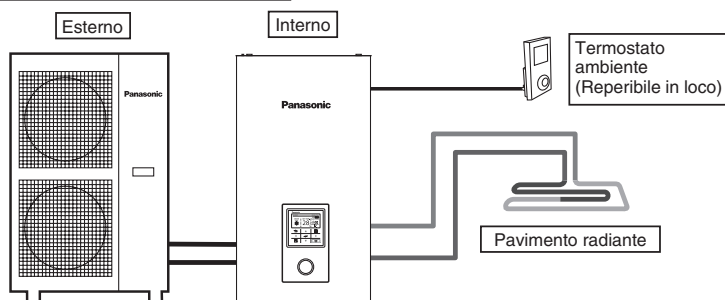 Esterno
Interno
Panasonic
Panasonic
Termostato
ambiente
(Reperibile in loco)
Pavimento radiante